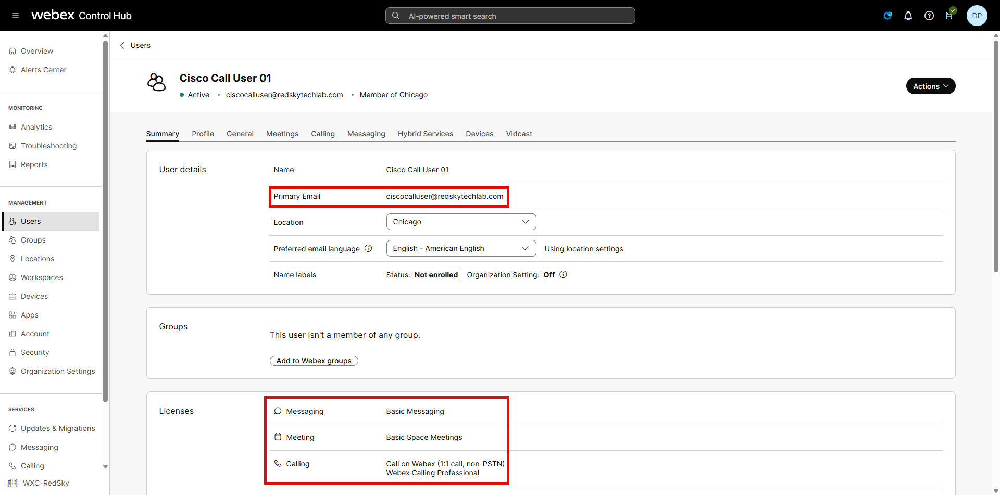 webex Control Hub
AI-powered smart search
DP
Overview
Alerts Center
MONITORING
Analytics
Troubleshooting
Reports
MANAGEMENT
Users
Groups
Locations
Workspaces
Devices
Apps
Account
Security
Organization Settings
SERVICES
Updates & Migrations
Messaging
Calling
WXC-RedSky
Users
Cisco Call User 01
Active • ciscocalluser@redskytechlab.com • Member of Chicago
Actions
Summary Profile General Meetings Calling Messaging Hybrid Services Devices Vidcast
User details
Name Cisco Call User 01
Primary Email ciscocalluser@redskytechlab.com
Location Chicago
Preferred email language English - American English Using location settings
Name labels Status: Not enrolled | Organization Setting: Off
Groups
This user isn't a member of any group.
Add to Webex groups
Licenses
Messaging Basic Messaging
Meeting Basic Space Meetings
Calling Call on Webex (1:1 call, non-PSTN)
Webex Calling Professional